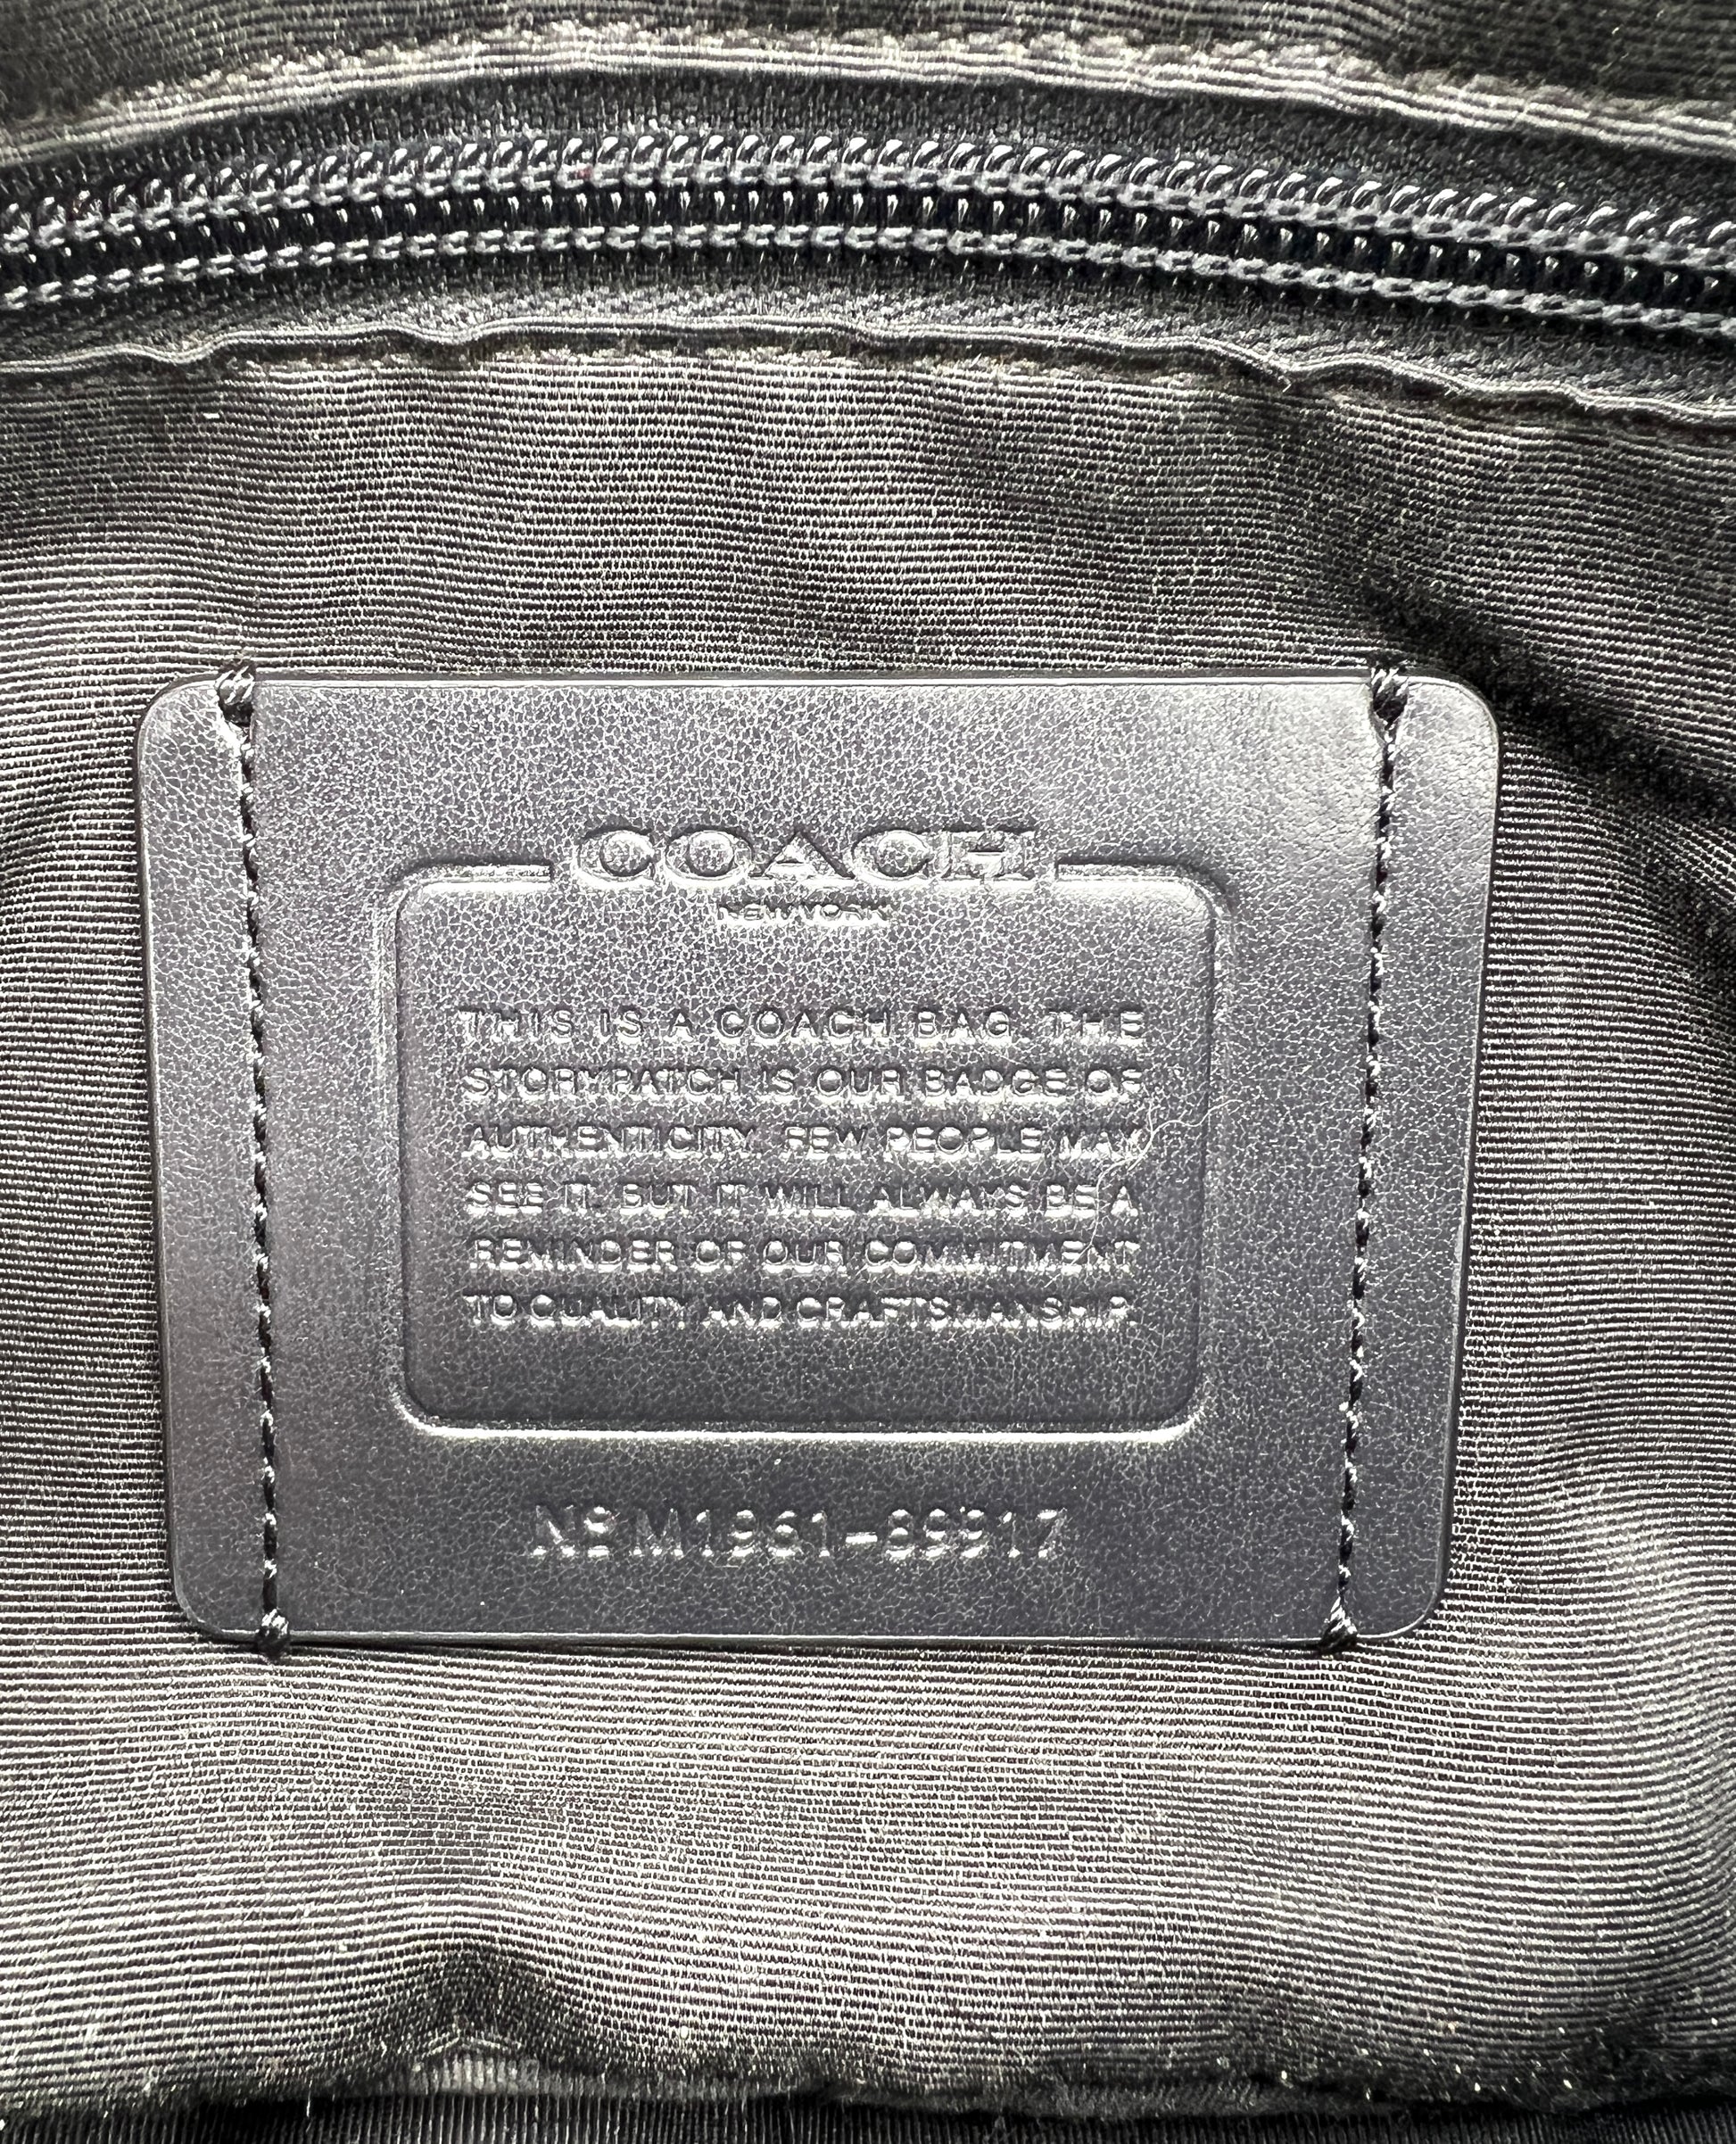 COACH
NEW YORK
THIS IS A COACH BAG. THE
STORYPATCH IS OUR BADGE OF
AUTHENTICITY. FEW PEOPLE MAY
SEE IT. BUT IT WILL ALWAYS BE A
REMINDER OF OUR COMMITMENT
TO QUALITY AND CRAFTSMANSHIP.
Nº M1961-89917